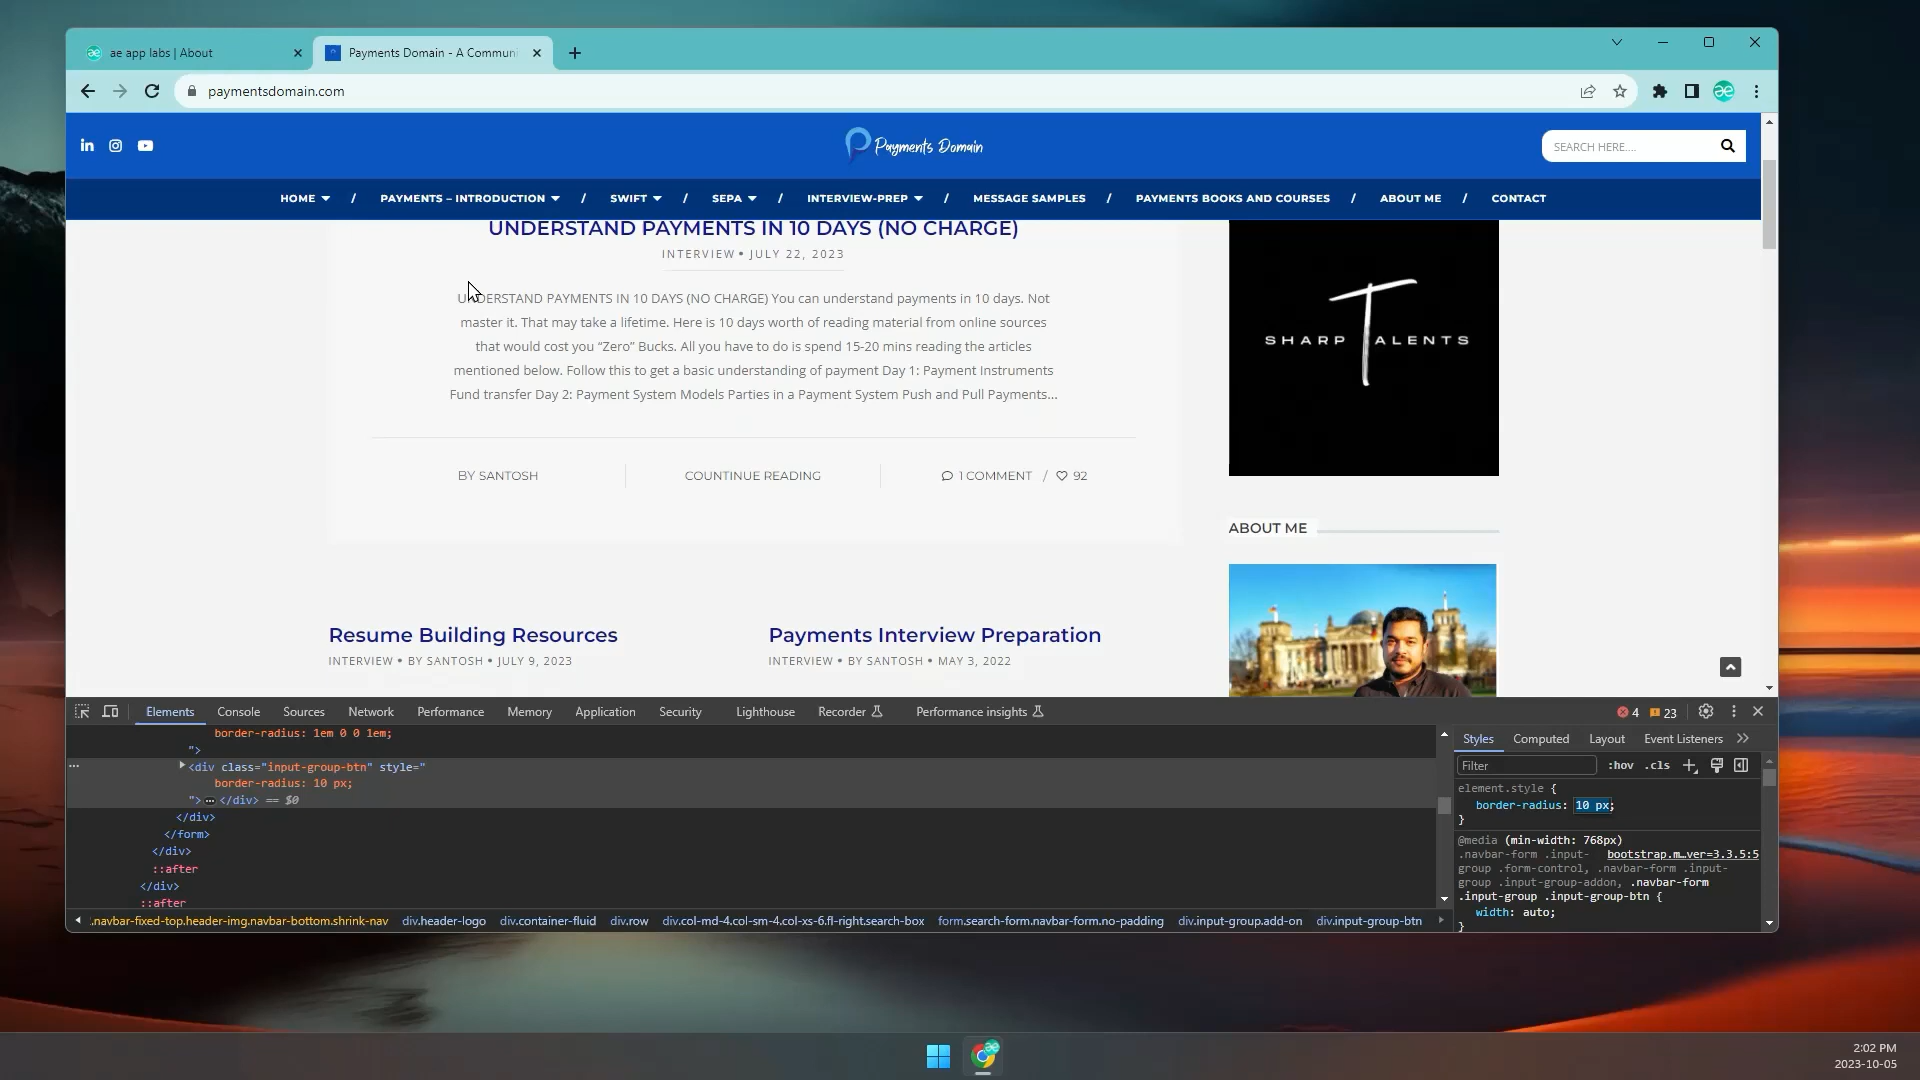 ae app labs | About
Payments Domain - A Commun
paymentsdomain.com
Payments Domain
SEARCH HERE....
HOME / PAYMENTS – INTRODUCTION / SWIFT / SEPA / INTERVIEW-PREP / MESSAGE SAMPLES / PAYMENTS BOOKS AND COURSES / ABOUT ME / CONTACT
UNDERSTAND PAYMENTS IN 10 DAYS (NO CHARGE)
INTERVIEW • JULY 22, 2023
UNDERSTAND PAYMENTS IN 10 DAYS (NO CHARGE) You can understand payments in 10 days. Not
master it. That may take a lifetime. Here is 10 days worth of reading material from online sources
that would cost you “Zero” Bucks. All you have to do is spend 15-20 mins reading the articles
mentioned below. Follow this to get a basic understanding of payment Day 1: Payment Instruments
Fund transfer Day 2: Payment System Models Parties in a Payment System Push and Pull Payments...
BY SANTOSH
COUNTINUE READING
1 COMMENT / 92
SHARP TALENTS
ABOUT ME
Resume Building Resources
INTERVIEW • BY SANTOSH • JULY 9, 2023
Payments Interview Preparation
INTERVIEW • BY SANTOSH • MAY 3, 2022
Elements Console Sources Network Performance Memory Application Security Lighthouse Recorder Performance insights 4 23
border-radius: 1em 0 0 1em;
">
<div class="input-group-btn" style="
border-radius: 10 px;
">… </div> == $0
</div>
</form>
</div>
::after
</div>
::after
.navbar-fixed-top.header-img.navbar-bottom.shrink-nav div.header-logo div.container-fluid div.row div.col-md-4.col-sm-4.col-xs-6.fl-right.search-box form.search-form.navbar-form.no-padding div.input-group.add-on div.input-group-btn
Styles Computed Layout Event Listeners
Filter :hov .cls
element.style {
border-radius: 10 px;
}
@media (min-width: 768px)
.navbar-form .input- bootstrap.m…ver=3.3.5:5
group .form-control, .navbar-form .input-
group .input-group-addon, .navbar-form
.input-group .input-group-btn {
width: auto;
}
2:02 PM
2023-10-05